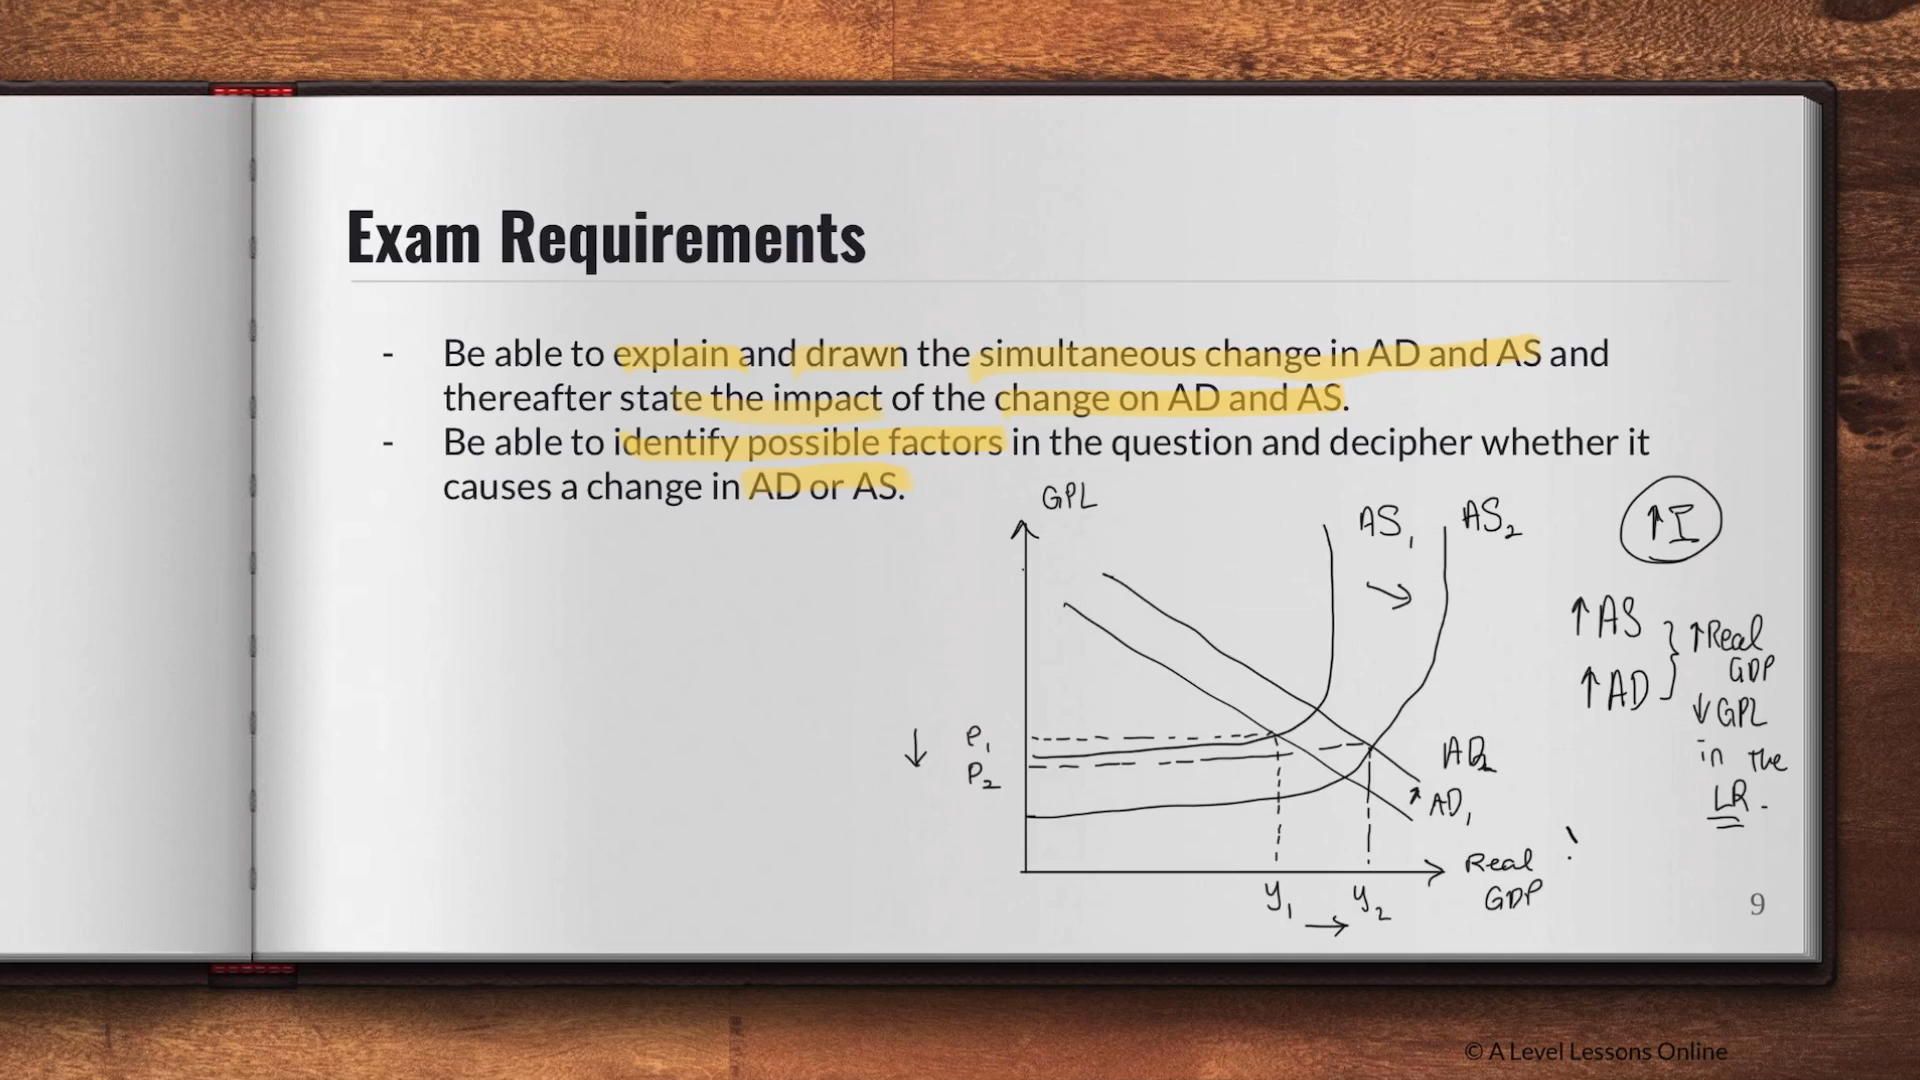 Exam Requirements
- Be able to explain and drawn the simultaneous change in AD and AS and
thereafter state the impact of the change on AD and AS.
- Be able to identify possible factors in the question and decipher whether it
causes a change in AD or AS.
GPL
AS1
AS2
↑I
↑AS
↑AD
↑Real
GDP
↓GPL
in the
LR.
P1
P2
AD2
AD1
Real
GDP
y1
y2
9
© A Level Lessons Online